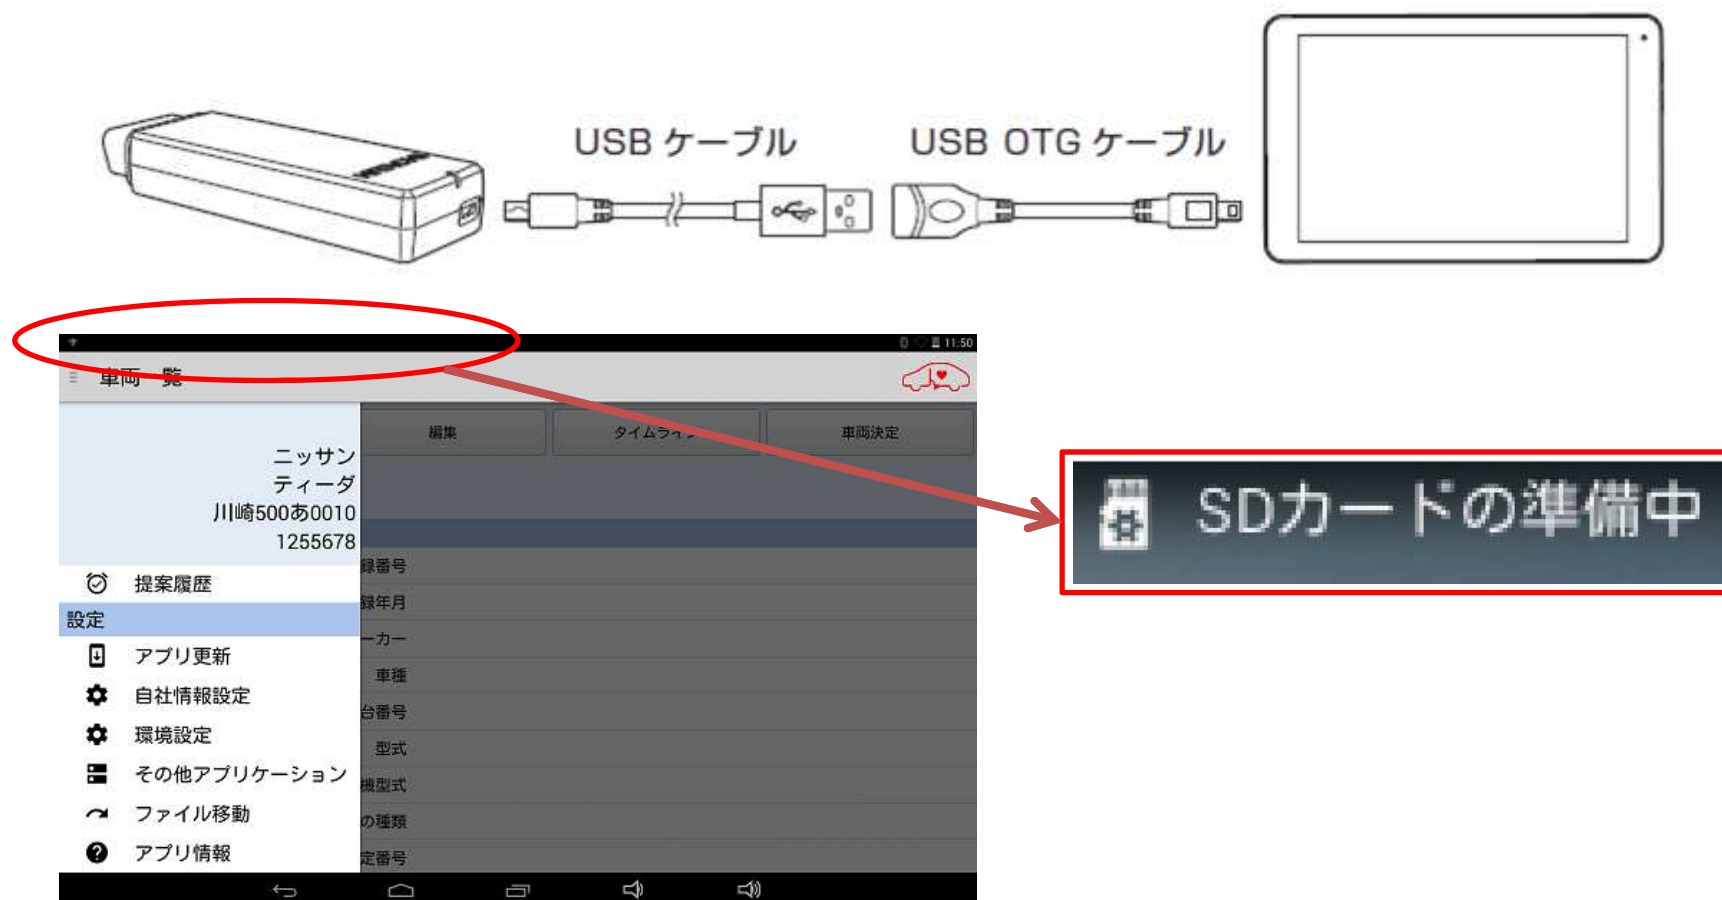 USB ケーブル
USB OTG ケーブル
11:50
車両一覧
編集
タイムライン
車両決定
ニッサン
ティーダ
川崎500あ0010
1255678
提案履歴
設定
アプリ更新
自社情報設定
環境設定
その他アプリケーション
ファイル移動
アプリ情報
録番号
録年月
ーカー
車種
台番号
型式
機型式
の種類
定番号
SDカードの準備中